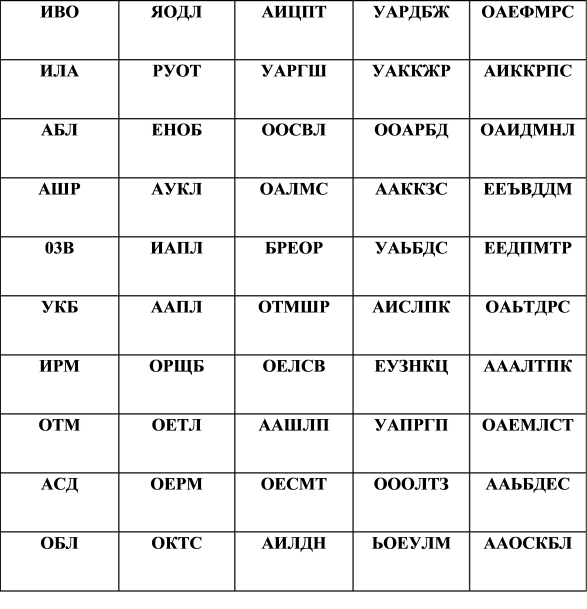 ИВО ЯОДЛ АИЦПТ УАРДБЖ ОАЕФМРС
ИЛА РУОТ УАРГШ УАККЖР АИККРПС
АБЛ ЕНОБ ООСВЛ ООАРБД ОАИДМНЛ
АШР АУКЛ ОАЛМС ААККЗС ЕЕЪВДДМ
03В ИАПЛ БРЕОР УАЬБДС ЕЕДПМТР
УКБ ААПЛ ОТМШР АИСЛПК ОАЬТДРС
ИРМ ОРЩБ ОЕЛСВ ЕУЗНКЦ АААЛТПК
ОТМ ОЕТЛ ААШЛП УАПРГП ОАЕМЛСТ
АСД ОЕРМ ОЕСМТ ОООЛТЗ ААЬБДЕС
ОБЛ ОКТС АИЛДН ЬОЕУЛМ ААОСКБЛ